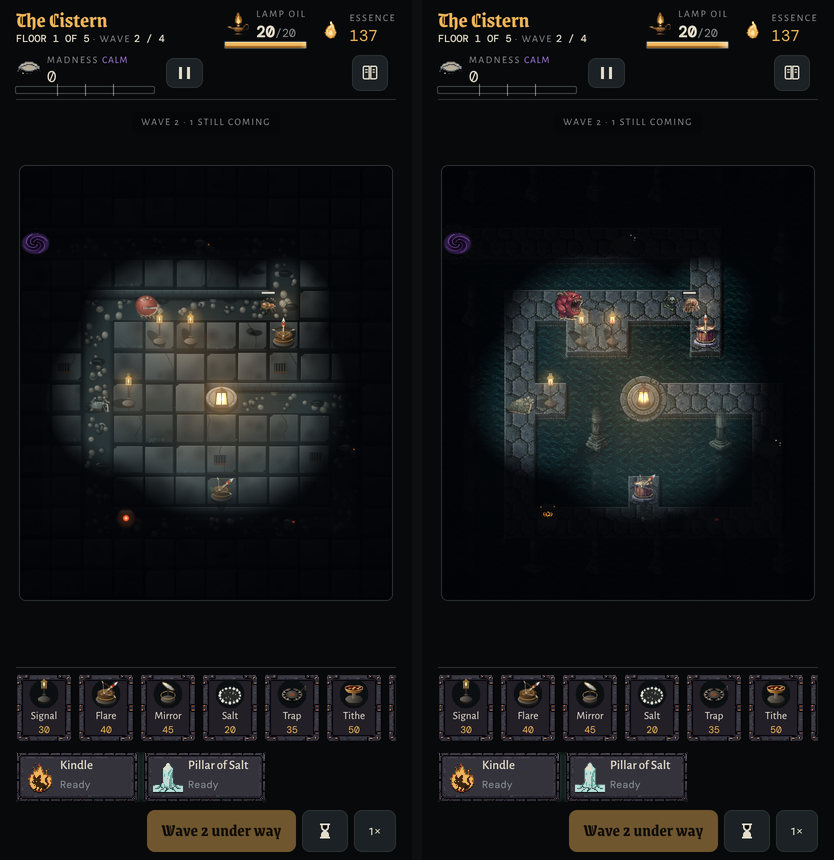 The Cistern
FLOOR 1 OF 5 · WAVE 2 / 4
LAMP OIL
20/20
ESSENCE
137
MADNESS CALM
0
WAVE 2 · 1 STILL COMING
Signal
30
Flare
40
Mirror
45
Salt
20
Trap
35
Tithe
50
Kindle
Ready
Pillar of Salt
Ready
Wave 2 under way
1×
The Cistern
FLOOR 1 OF 5 · WAVE 2 / 4
LAMP OIL
20/20
ESSENCE
137
MADNESS CALM
0
WAVE 2 · 1 STILL COMING
Signal
30
Flare
40
Mirror
45
Salt
20
Trap
35
Tithe
50
Kindle
Ready
Pillar of Salt
Ready
Wave 2 under way
1×